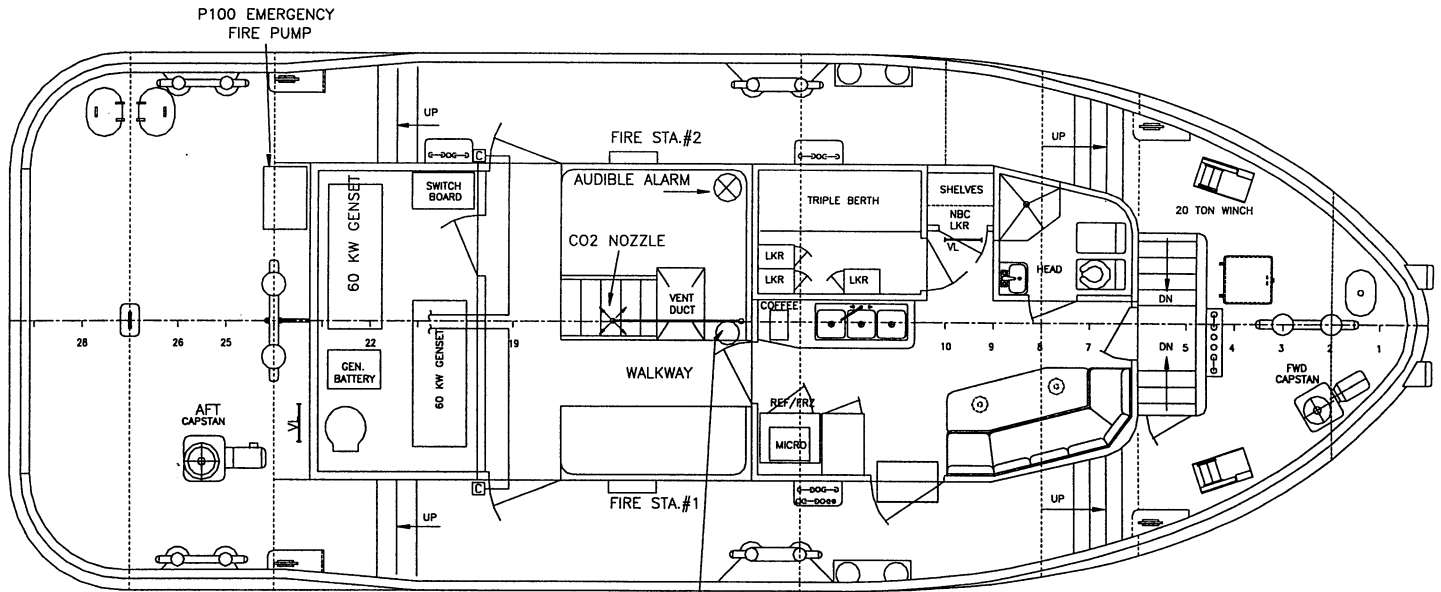 P100 EMERGENCY
FIRE PUMP
UP
FIRE STA.#2
UP
C
SWITCH
BOARD
60 KW GENSET
AUDIBLE ALARM
TRIPLE BERTH
SHELVES
NBC
LKR
VL
20 TON WINCH
CO2 NOZZLE
LKR
LKR
LKR
HEAD
VENT
DUCT
COFFEE
DN
28
26
25
22
19
10
9
8
7
5
4
3
2
1
DN
GEN.
BATTERY
60 KW GENSET
WALKWAY
FWD
CAPSTAN
AFT
CAPSTAN
VL
REF/FRZ
MICRO
C
FIRE STA.#1
UP
UP